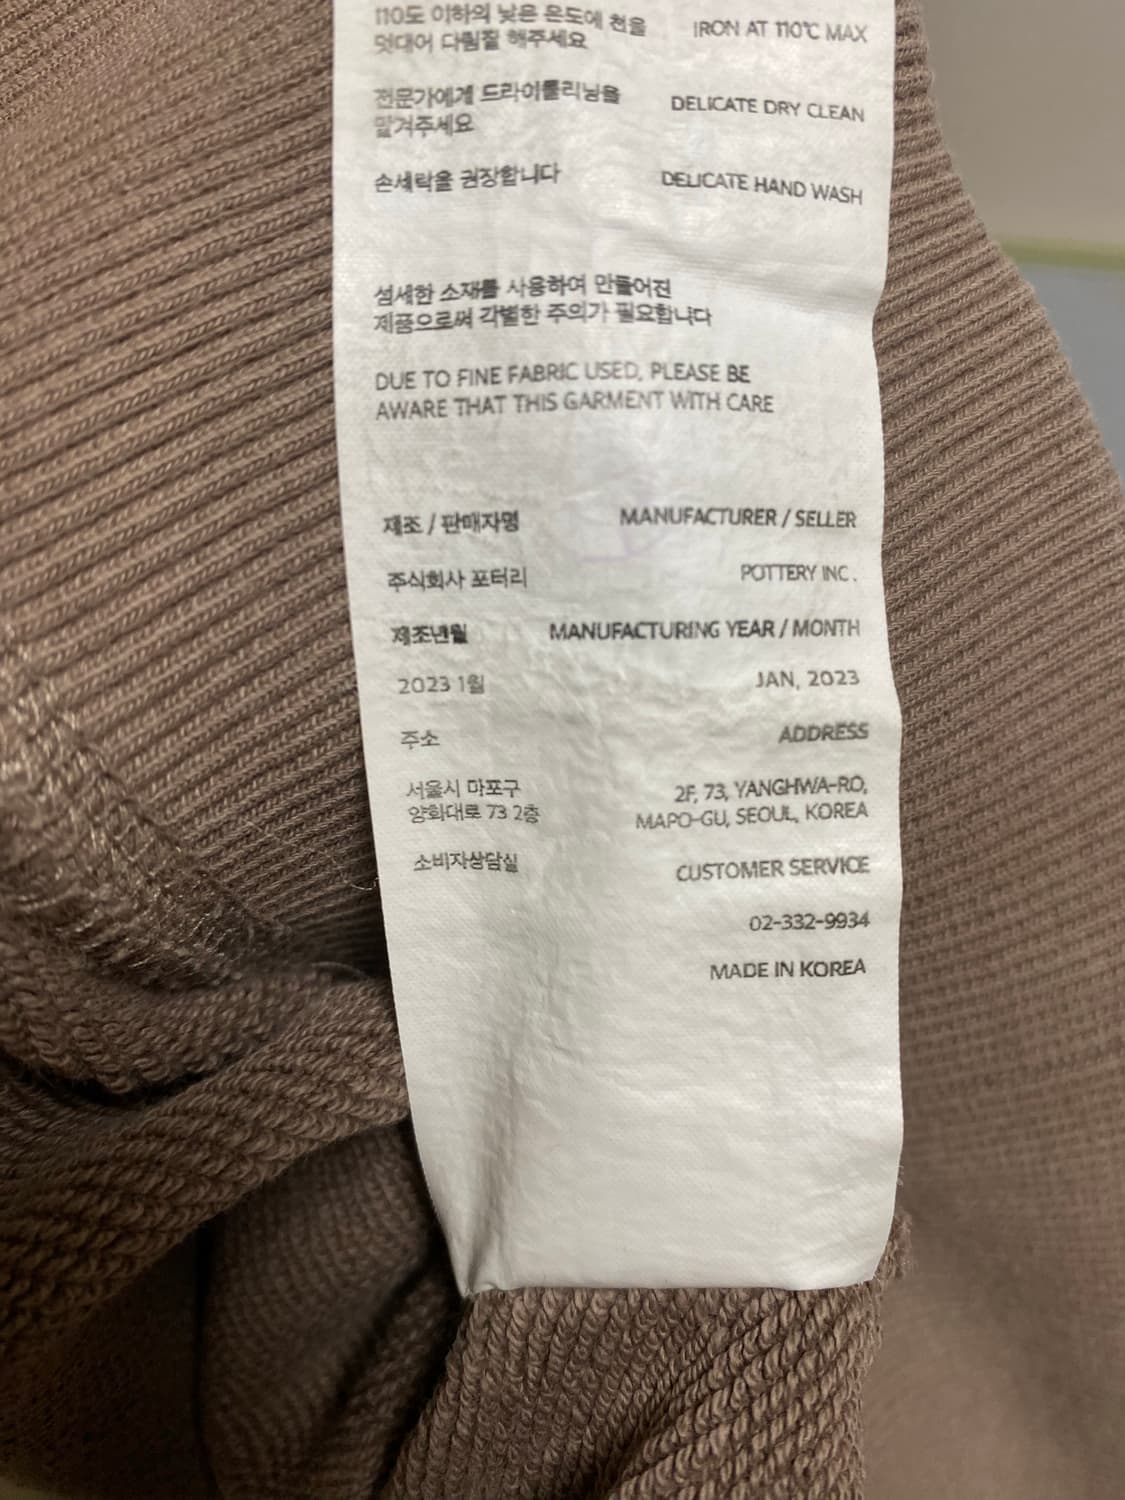 110도 이하의 낮은 온도에 천을
덧대어 다림질 해주세요
IRON AT 110℃ MAX
전문가에게 드라이클리닝을
맡겨주세요
DELICATE DRY CLEAN
손세탁을 권장합니다
DELICATE HAND WASH
섬세한 소재를 사용하여 만들어진
제품으로써 각별한 주의가 필요합니다
DUE TO FINE FABRIC USED, PLEASE BE
AWARE THAT THIS GARMENT WITH CARE
제조 / 판매자명
MANUFACTURER / SELLER
주식회사 포터리
POTTERY INC.
제조년월
MANUFACTURING YEAR / MONTH
2023 1월
JAN, 2023
주소
ADDRESS
서울시 마포구
양화대로 73 2층
2F, 73, YANGHWA-RO,
MAPO-GU, SEOUL, KOREA
소비자상담실
CUSTOMER SERVICE
02-332-9934
MADE IN KOREA